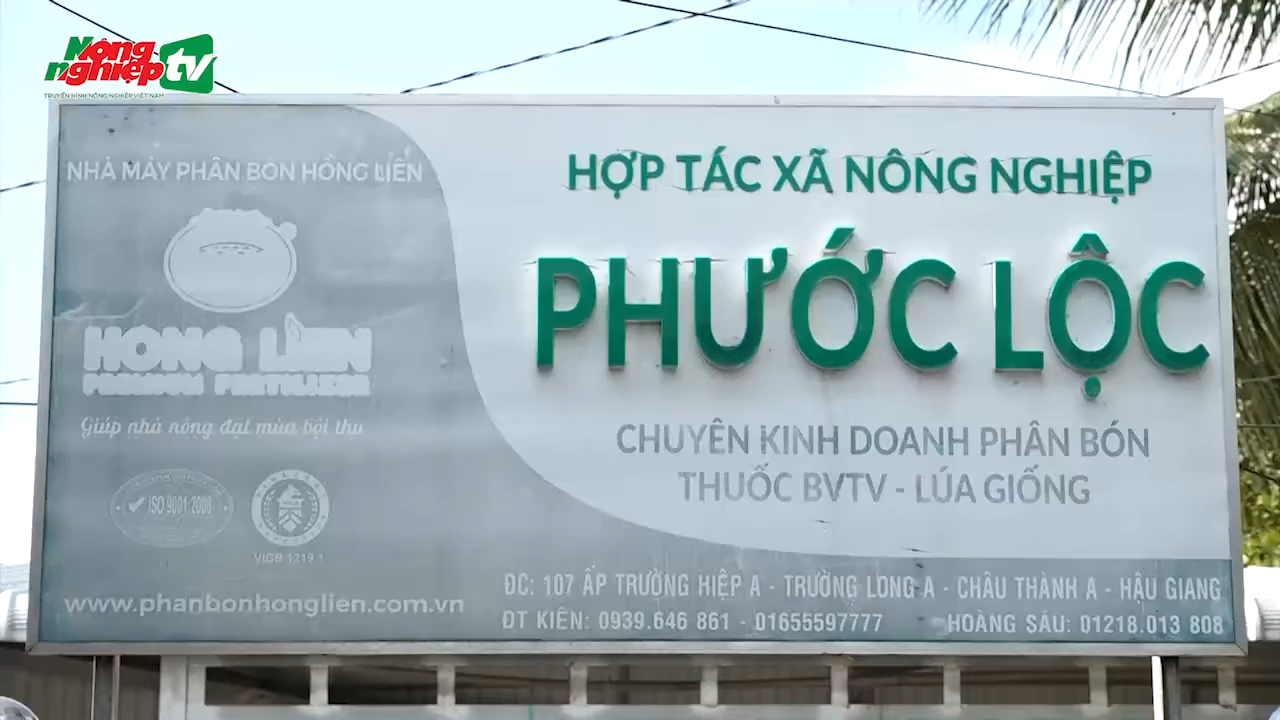 Nông
nghiệp tv
TRUYỀN HÌNH NÔNG NGHIỆP VIỆT NAM
NHÀ MÁY PHÂN BÓN HỒNG LIÊN
HỒNG LIÊN
Giúp nhà nông đạt mùa bội thu
ISO 9001 2008
VICB 1219.1
www.phanbonhonglien.com.vn
HỢP TÁC XÃ NÔNG NGHIỆP
PHƯỚC LỘC
CHUYÊN KINH DOANH PHÂN BÓN
THUỐC BVTV - LÚA GIỐNG
ĐC: 107 ẤP TRƯỜNG HIỆP A - TRƯỜNG LONG A - CHÂU THÀNH A - HẬU GIANG
ĐT KIÊN: 0939.646 861 - 01655597777 HOÀNG SÁU: 01218.013 808